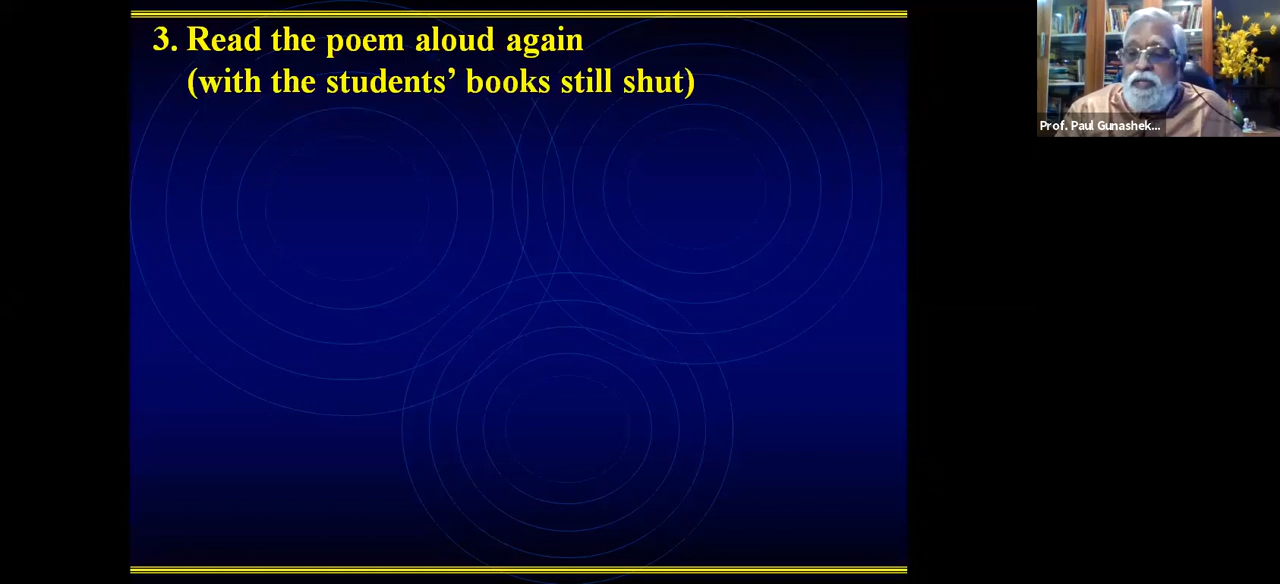 3. Read the poem aloud again
(with the students’ books still shut)
Prof. Paul Gunashek...